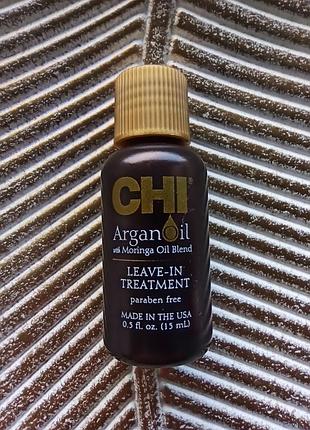 CHI
Argan Oil
with Moringa Oil Blend
LEAVE-IN
TREATMENT
paraben free
MADE IN THE USA
0.5 fl. oz. (15 mL)